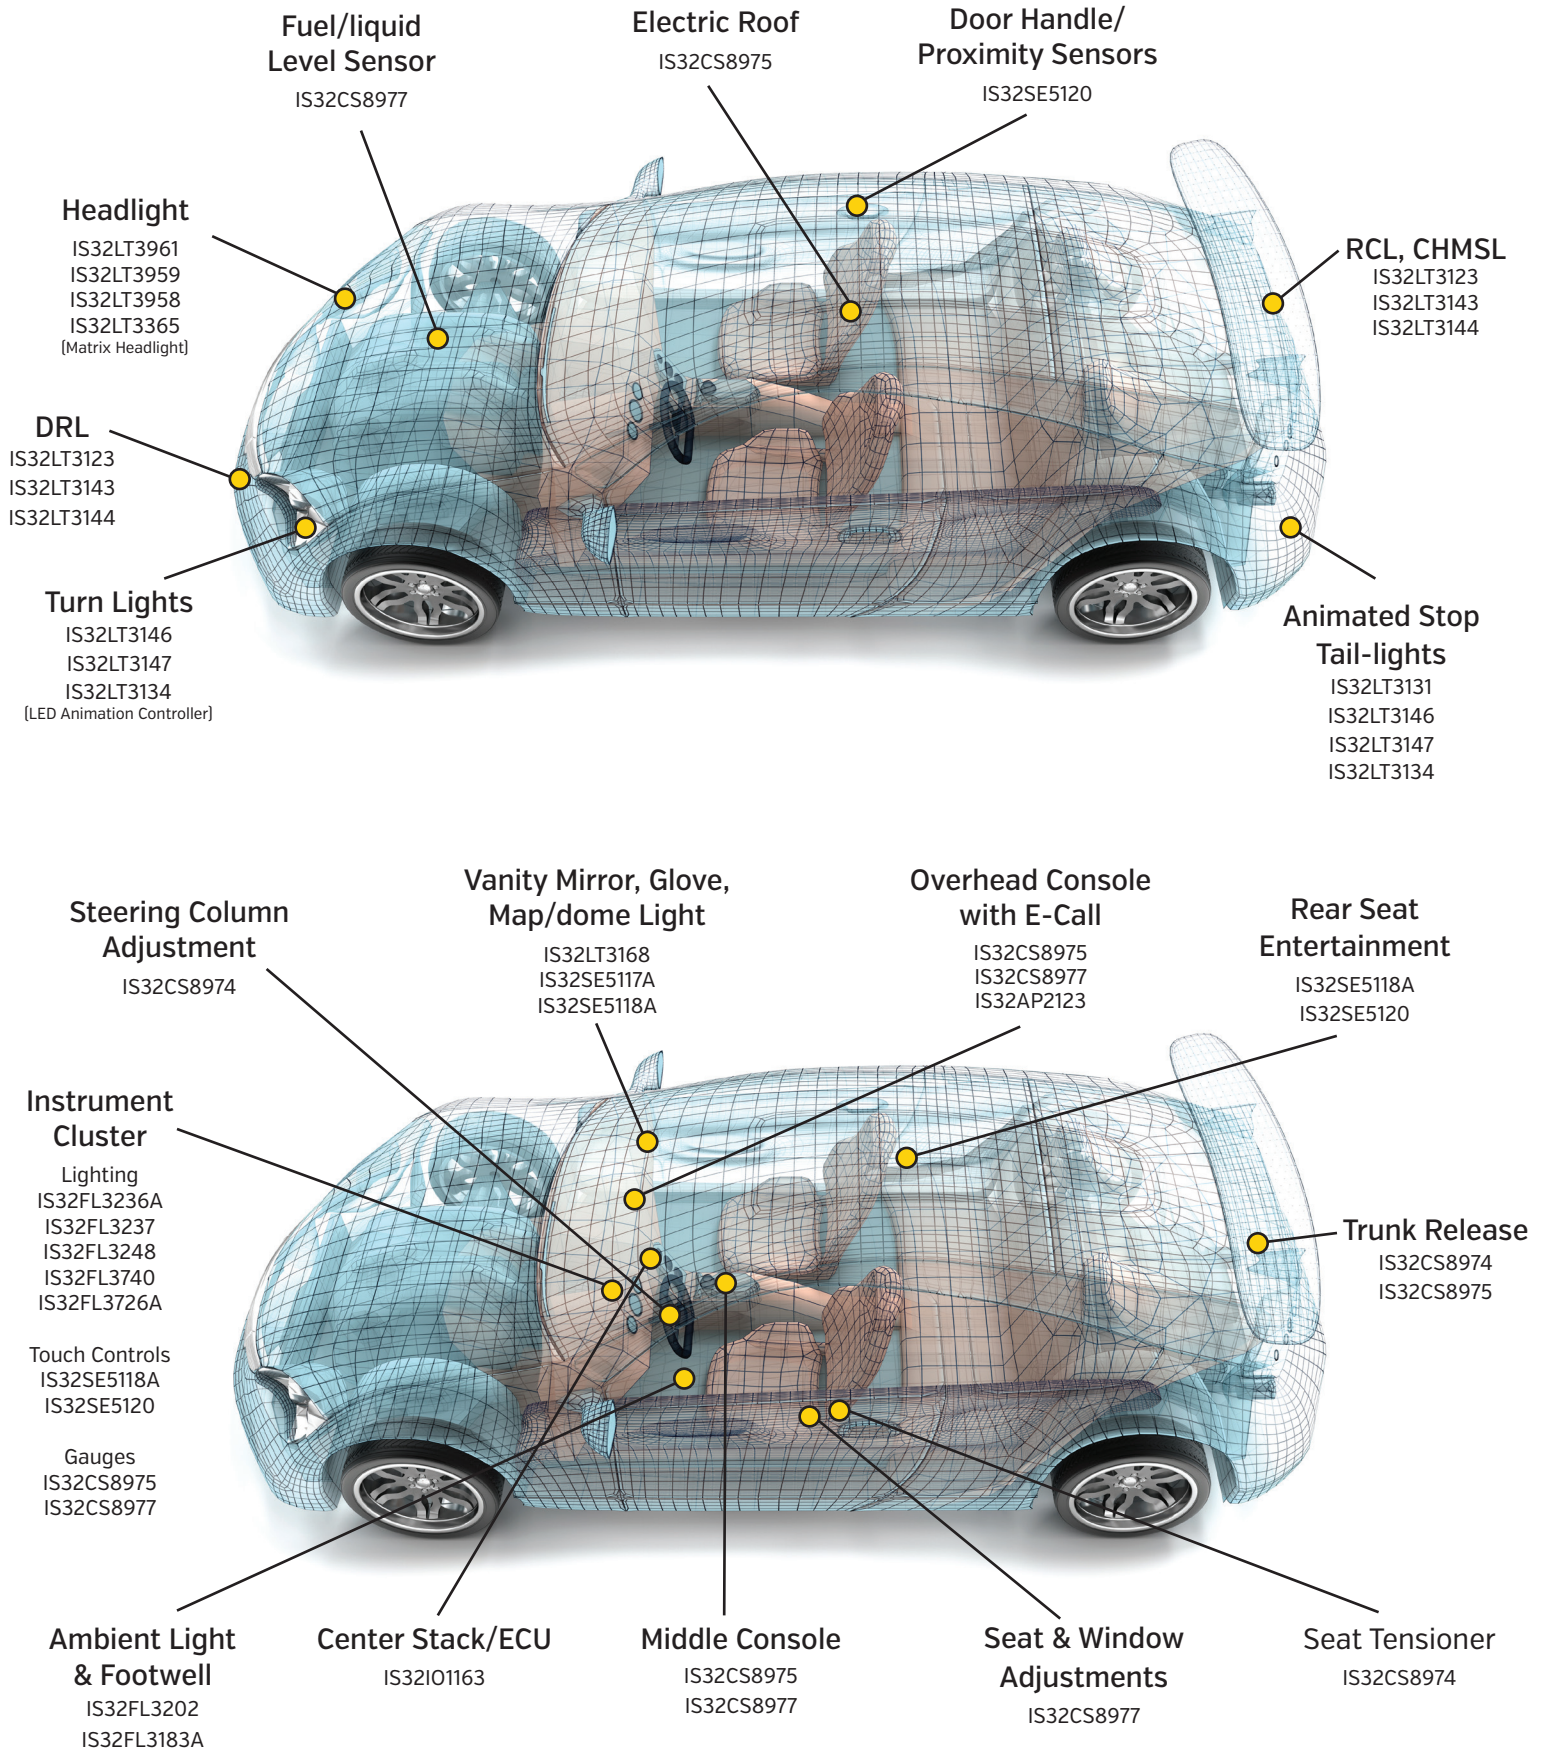 Fuel/liquid
Level Sensor
IS32CS8977
Electric Roof
IS32CS8975
Door Handle/
Proximity Sensors
IS32SE5120
Headlight
IS32LT3961
IS32LT3959
IS32LT3958
IS32LT3365
(Matrix Headlight)
RCL, CHMSL
IS32LT3123
IS32LT3143
IS32LT3144
DRL
IS32LT3123
IS32LT3143
IS32LT3144
Turn Lights
IS32LT3146
IS32LT3147
IS32LT3134
(LED Animation Controller)
Animated Stop
Tail-lights
IS32LT3131
IS32LT3146
IS32LT3147
IS32LT3134
Steering Column
Adjustment
IS32CS8974
Vanity Mirror, Glove,
Map/dome Light
IS32LT3168
IS32SE5117A
IS32SE5118A
Overhead Console
with E-Call
IS32CS8975
IS32CS8977
IS32AP2123
Rear Seat
Entertainment
IS32SE5118A
IS32SE5120
Instrument
Cluster
Lighting
IS32FL3236A
IS32FL3237
IS32FL3248
IS32FL3740
IS32FL3726A
Touch Controls
IS32SE5118A
IS32SE5120
Gauges
IS32CS8975
IS32CS8977
Trunk Release
IS32CS8974
IS32CS8975
Ambient Light
& Footwell
IS32FL3202
IS32FL3183A
Center Stack/ECU
IS32IO1163
Middle Console
IS32CS8975
IS32CS8977
Seat & Window
Adjustments
IS32CS8977
Seat Tensioner
IS32CS8974